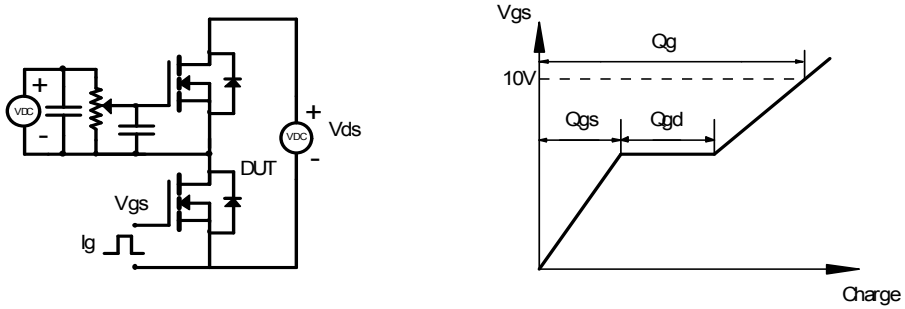 +
VDC
-
+
VDC
Vds
-
DUT
Vgs
Ig
Vgs
Qg
10V
Qgs
Qgd
Charge